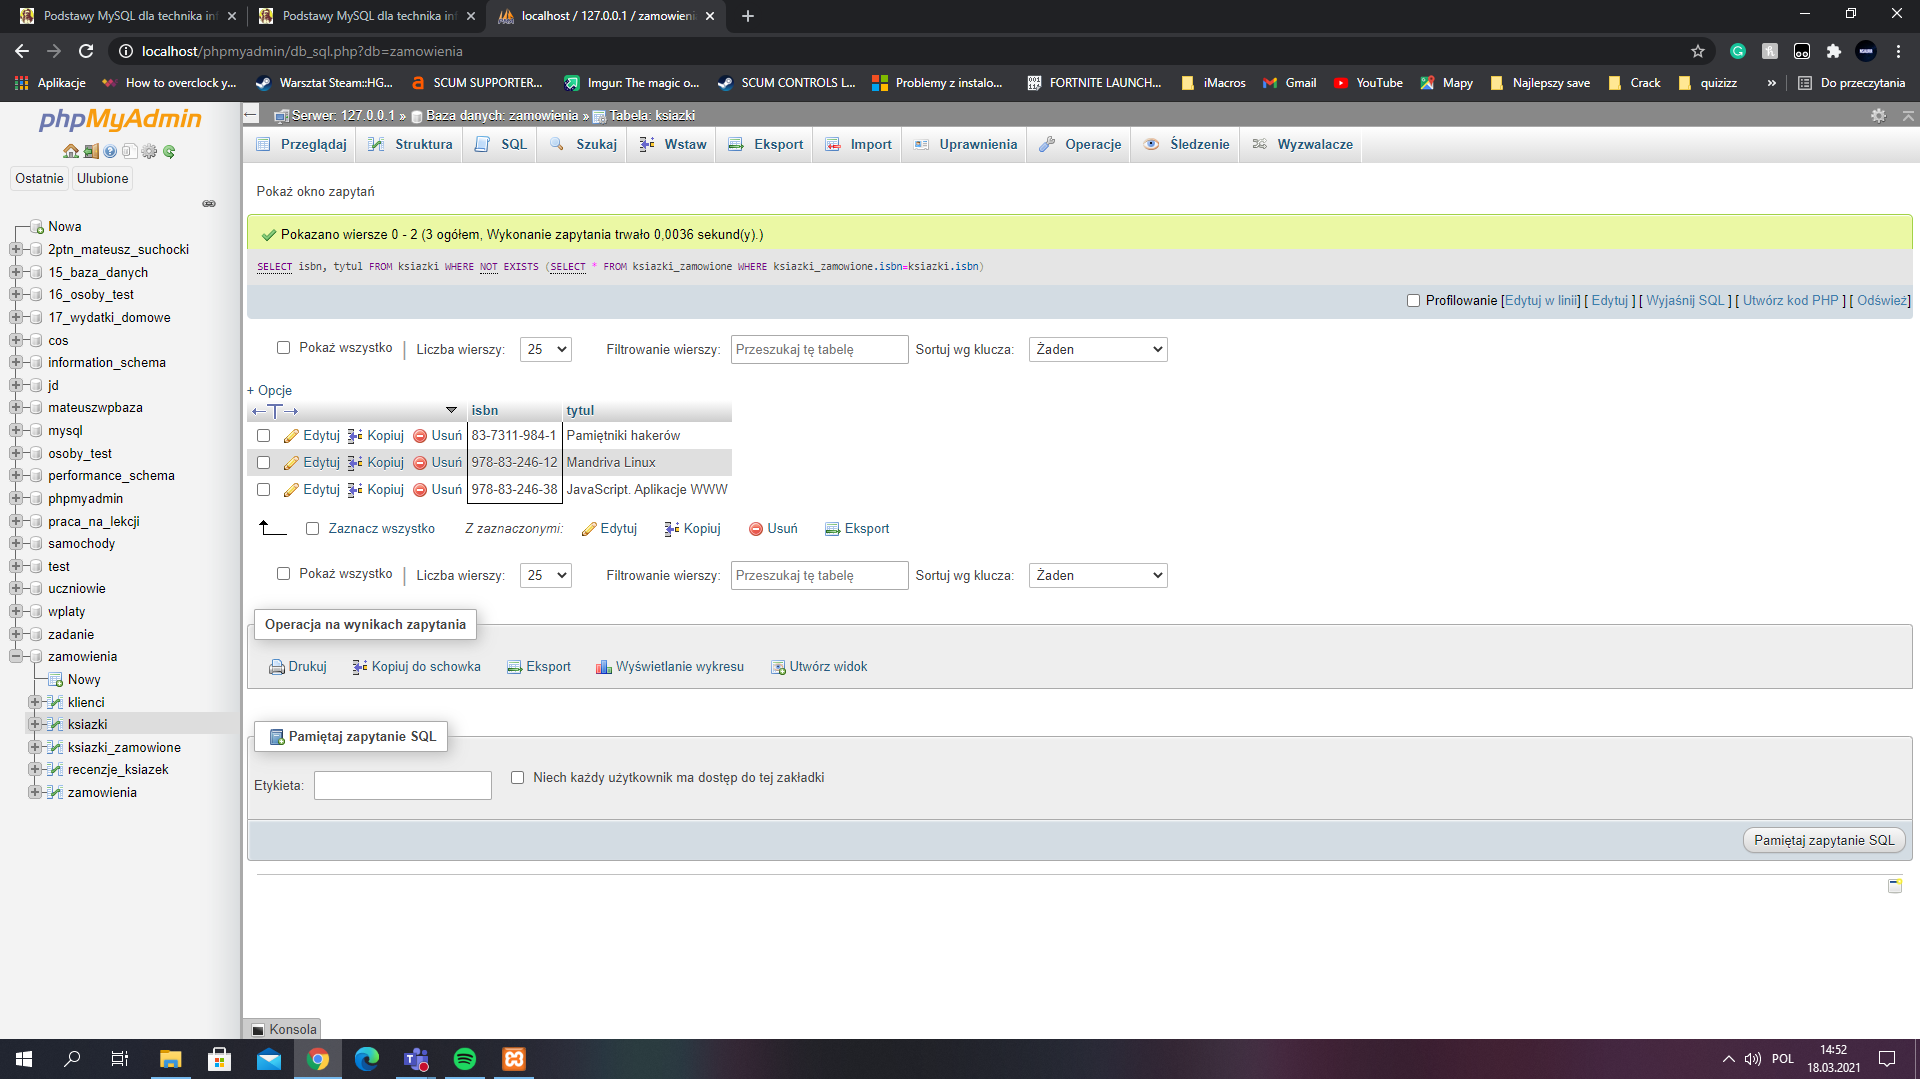 Podstawy MySQL dla technika inf
Podstawy MySQL dla technika inf
localhost / 127.0.0.1 / zamowieni
localhost/phpmyadmin/db_sql.php?db=zamowienia
Aplikacje
How to overclock y...
Warsztat Steam::HG...
SCUM SUPPORTER...
Imgur: The magic o...
SCUM CONTROLS L...
Problemy z instalo...
FORTNITE LAUNCH...
iMacros
Gmail
YouTube
Mapy
Najlepszy save
Crack
quizizz
»
Do przeczytania
phpMyAdmin
Ostatnie
Ulubione
Nowa
2ptn_mateusz_suchocki
15_baza_danych
16_osoby_test
17_wydatki_domowe
cos
information_schema
jd
mateuszwpbaza
mysql
osoby_test
performance_schema
phpmyadmin
praca_na_lekcji
samochody
test
uczniowie
wplaty
zadanie
zamowienia
Nowy
klienci
ksiazki
ksiazki_zamowione
recenzje_ksiazek
zamowienia
Serwer: 127.0.0.1 » Baza danych: zamowienia » Tabela: ksiazki
Przeglądaj
Struktura
SQL
Szukaj
Wstaw
Eksport
Import
Uprawnienia
Operacje
Śledzenie
Wyzwalacze
Pokaż okno zapytań
Pokazano wiersze 0 - 2 (3 ogółem, Wykonanie zapytania trwało 0,0036 sekund(y).)
SELECT isbn, tytul FROM ksiazki WHERE NOT EXISTS (SELECT * FROM ksiazki_zamowione WHERE ksiazki_zamowione.isbn=ksiazki.isbn)
Profilowanie [Edytuj w linii] [ Edytuj ] [ Wyjaśnij SQL ] [ Utwórz kod PHP ] [ Odśwież]
Pokaż wszystko | Liczba wierszy: 25 Filtrowanie wierszy: Przeszukaj tę tabelę Sortuj wg klucza: Żaden
+ Opcje
←T→ isbn tytul
Edytuj Kopiuj Usuń 83-7311-984-1 Pamiętniki hakerów
Edytuj Kopiuj Usuń 978-83-246-12 Mandriva Linux
Edytuj Kopiuj Usuń 978-83-246-38 JavaScript. Aplikacje WWW
Zaznacz wszystko Z zaznaczonymi: Edytuj Kopiuj Usuń Eksport
Pokaż wszystko | Liczba wierszy: 25 Filtrowanie wierszy: Przeszukaj tę tabelę Sortuj wg klucza: Żaden
Operacja na wynikach zapytania
Drukuj Kopiuj do schowka Eksport Wyświetlanie wykresu Utwórz widok
Pamiętaj zapytanie SQL
Etykieta: Niech każdy użytkownik ma dostęp do tej zakładki
Pamiętaj zapytanie SQL
Konsola
POL
14:52
18.03.2021